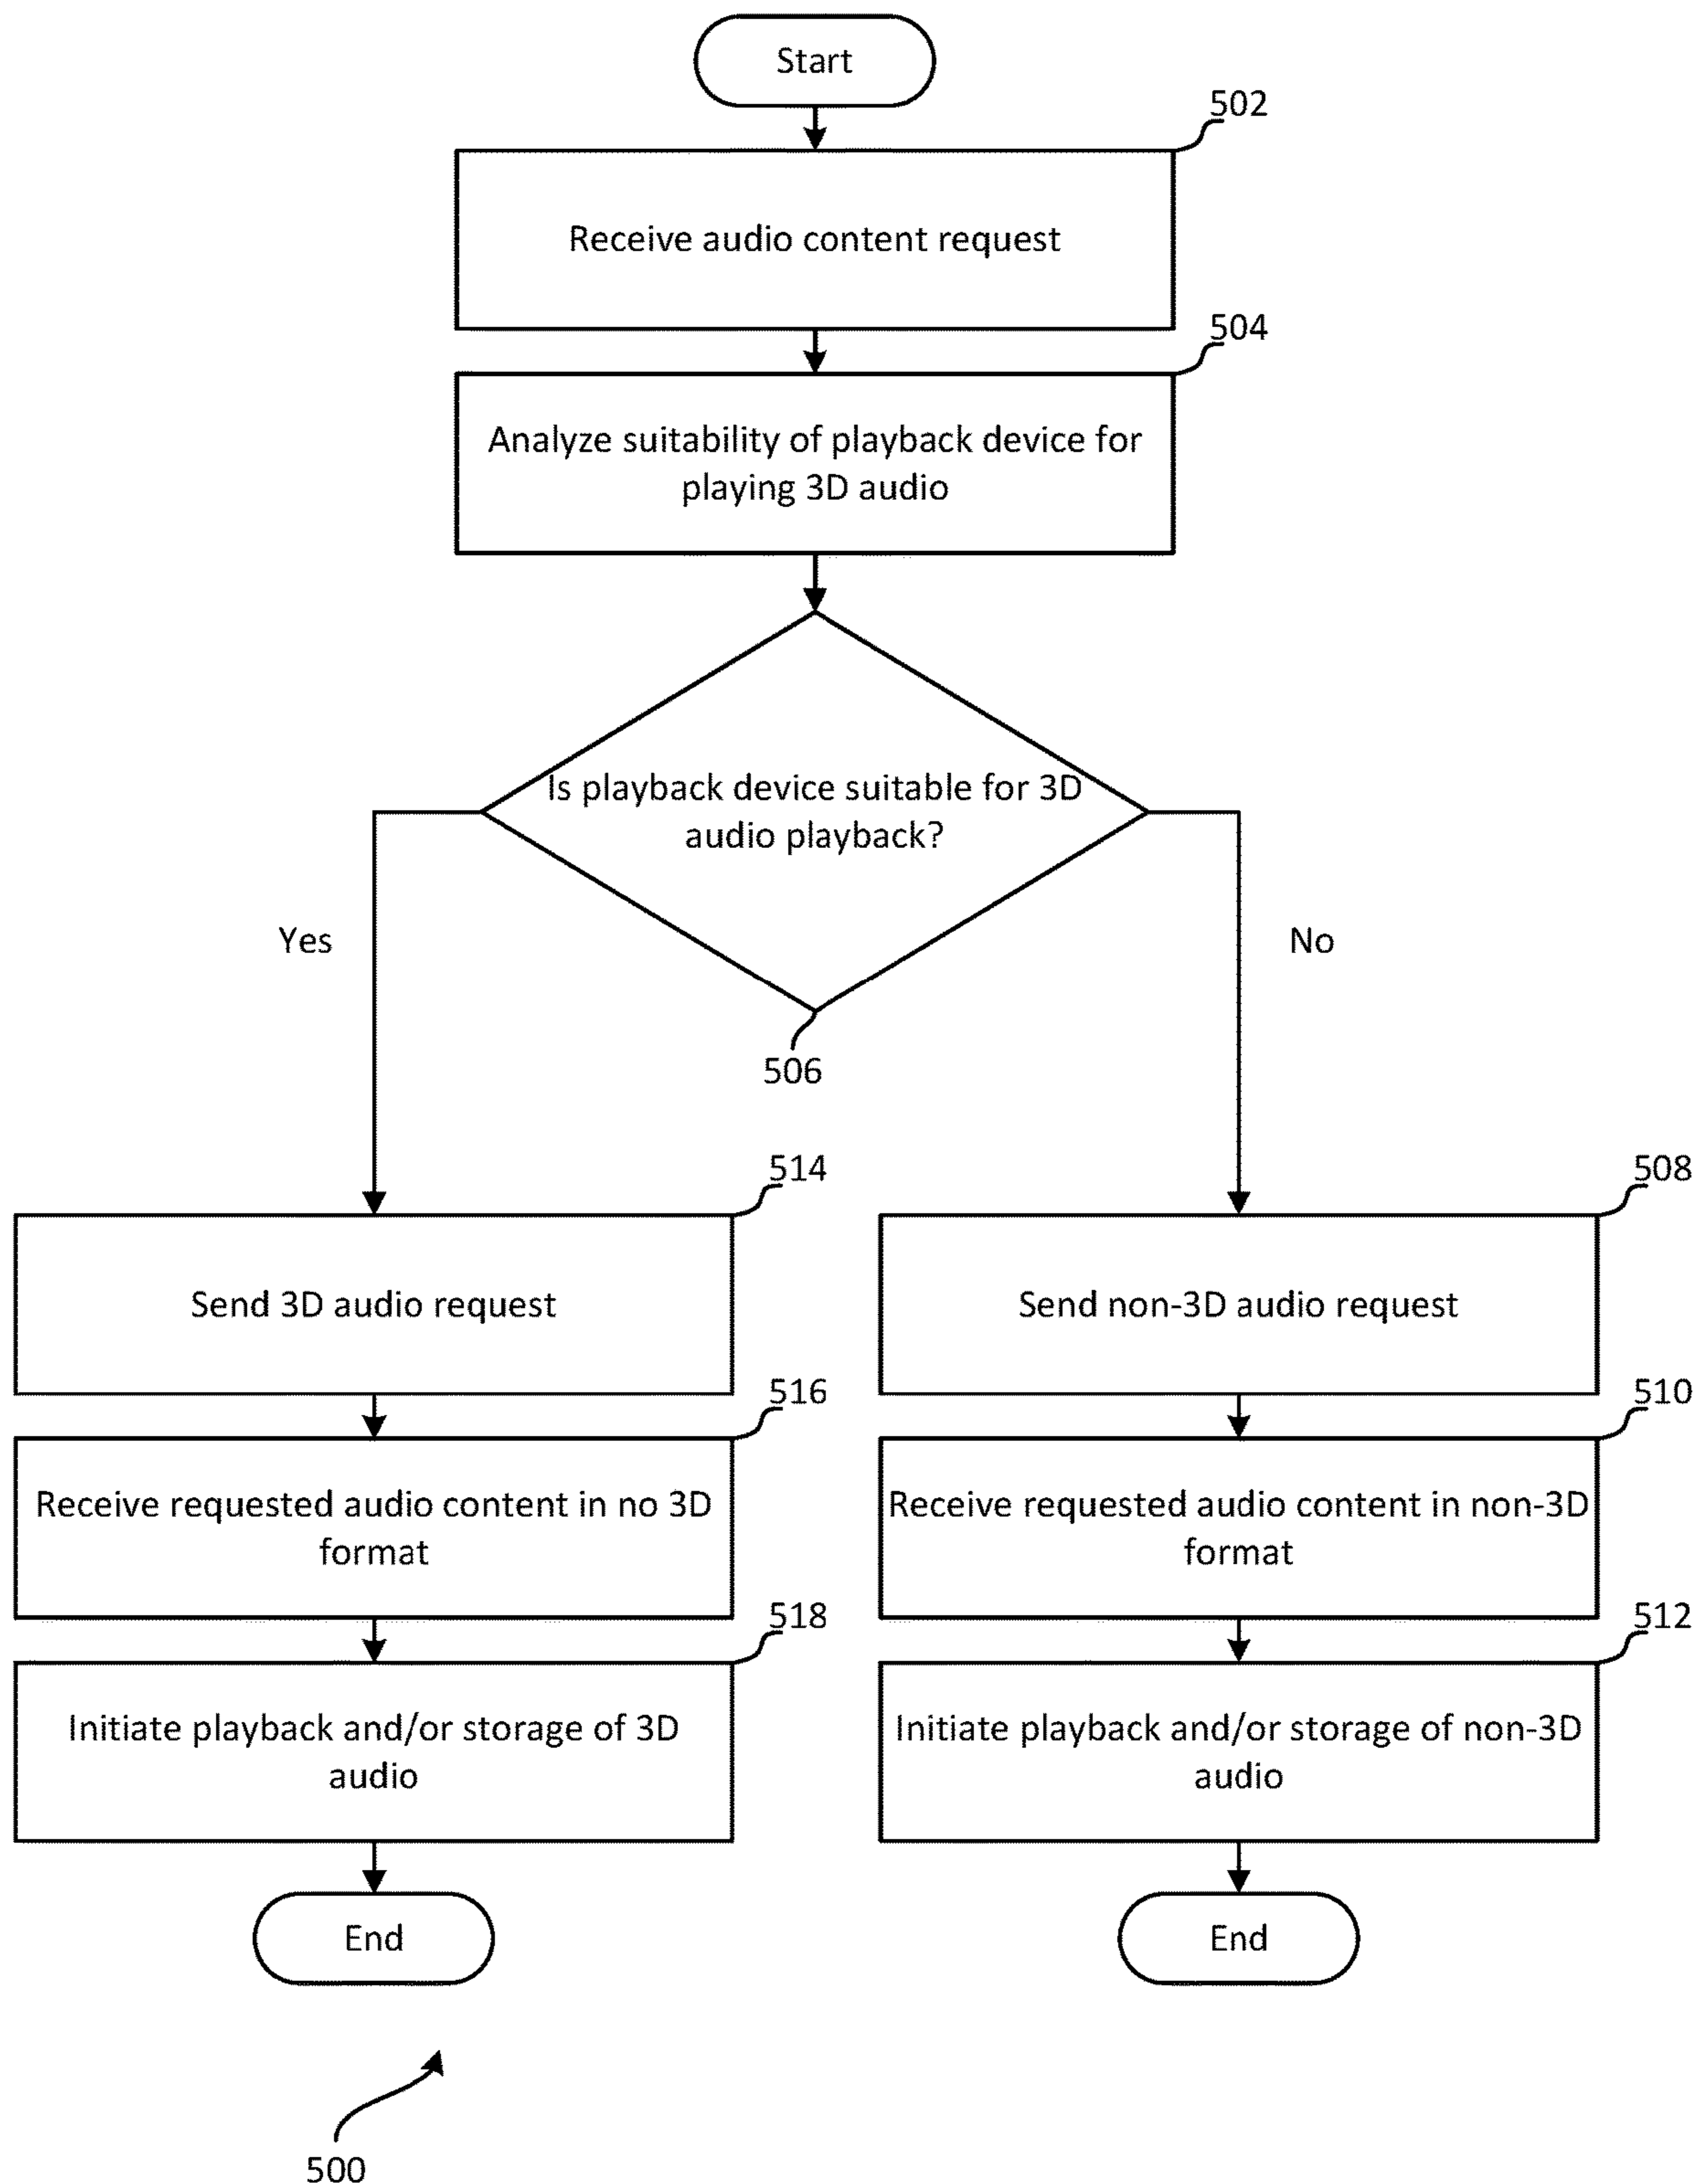 Start
502
Receive audio content request
504
Analyze suitability of playback device for
playing 3D audio
Is playback device suitable for 3D
audio playback?
Yes
No
506
514
508
Send 3D audio request
Send non-3D audio request
516
510
Receive requested audio content in no 3D
format
Receive requested audio content in non-3D
format
518
512
Initiate playback and/or storage of 3D
audio
Initiate playback and/or storage of non-3D
audio
End
End
500